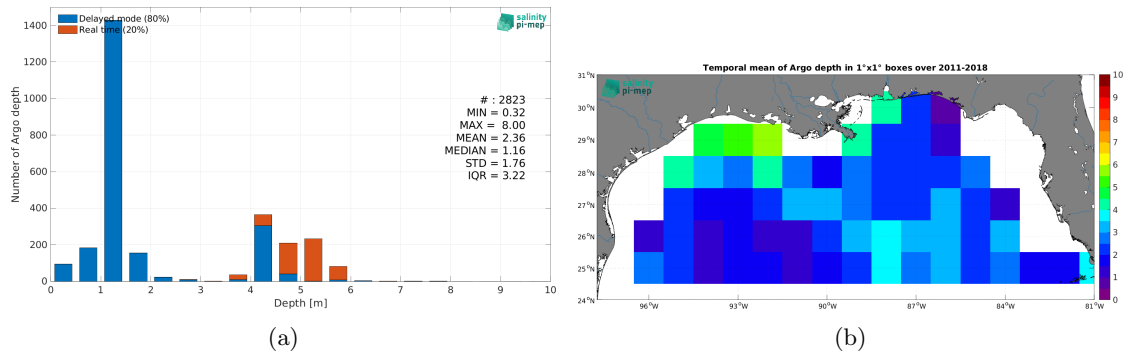 Delayed mode (80%)
Real time (20%)
salinity
pi-mep
# : 2823
MIN = 0.32
MAX = 8.00
MEAN = 2.36
MEDIAN = 1.16
STD = 1.76
IQR = 3.22
Number of Argo depth
1400
1200
1000
800
600
400
200
0
0 1 2 3 4 5 6 7 8 9 10
Depth [m]
(a)
Temporal mean of Argo depth in 1°x1° boxes over 2011-2018
salinity
pi-mep
31°N
30°N
29°N
28°N
27°N
26°N
25°N
24°N
96°W 93°W 90°W 87°W 84°W 81°W
10
9
8
7
6
5
4
3
2
1
0
(b)